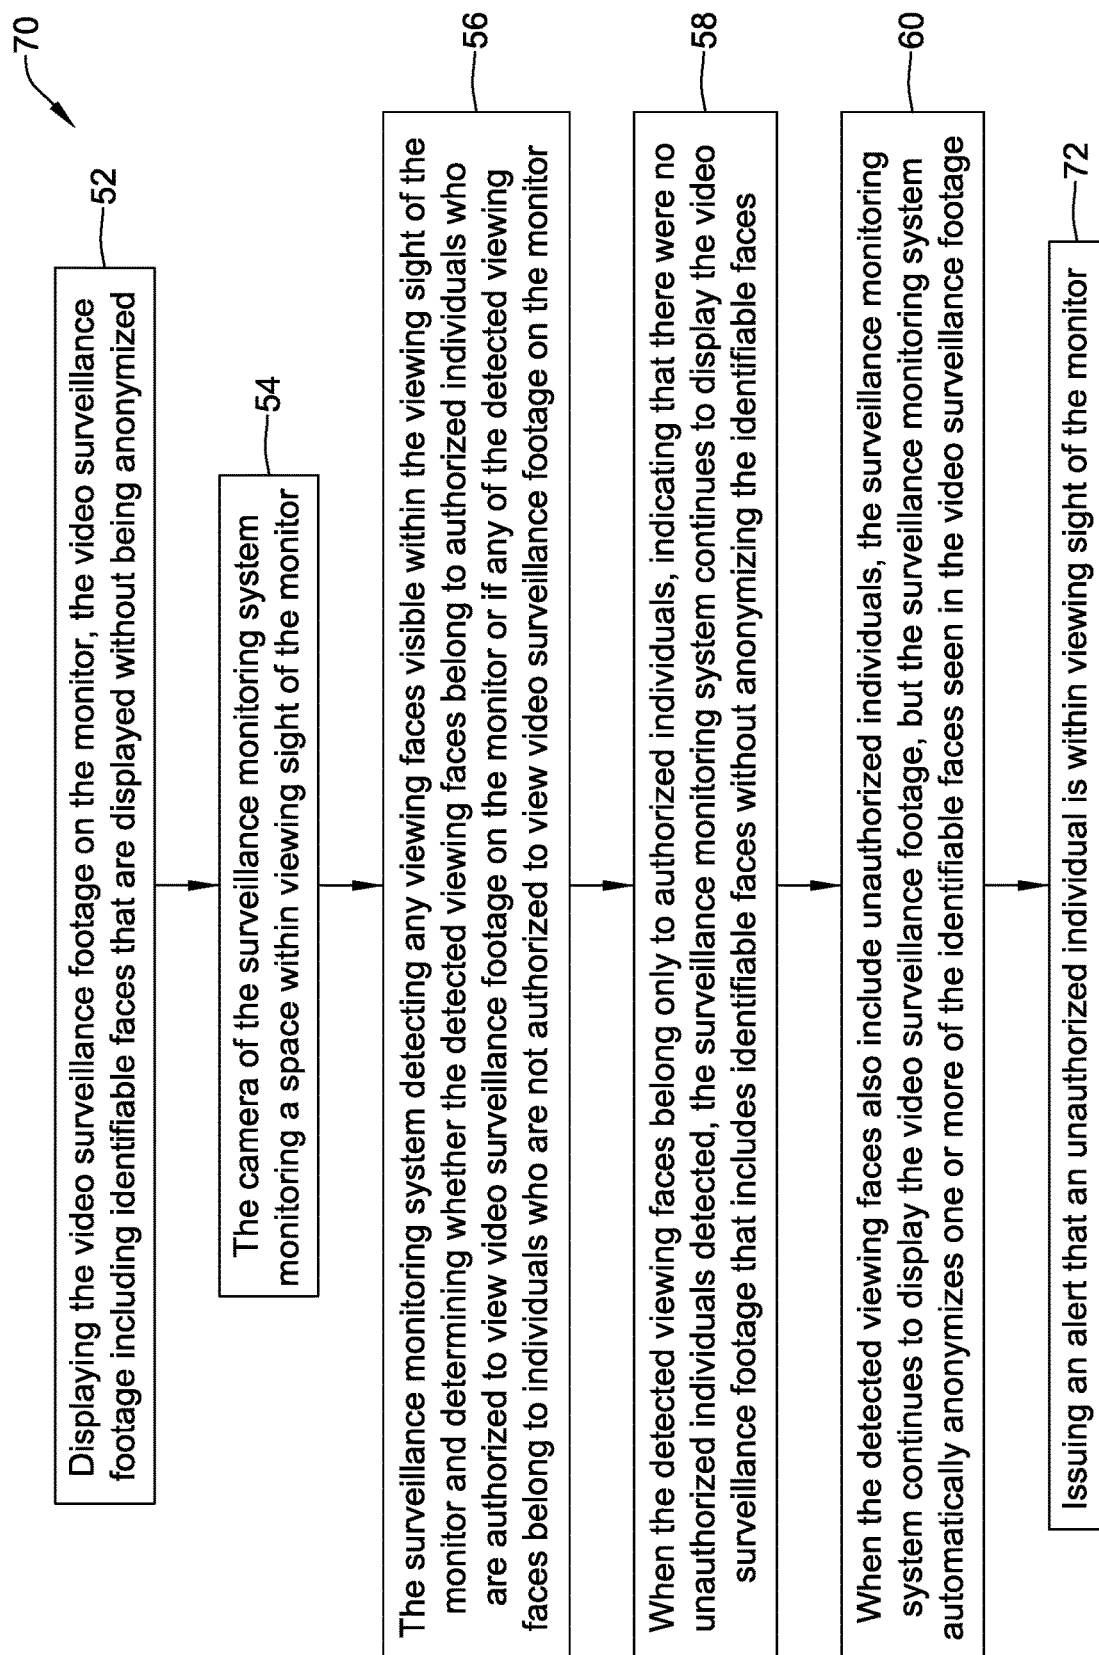 70
52
Displaying the video surveillance footage on the monitor, the video surveillance
footage including identifiable faces that are displayed without being anonymized
54
The camera of the surveillance monitoring system
monitoring a space within viewing sight of the monitor
56
The surveillance monitoring system detecting any viewing faces visible within the viewing sight of the
monitor and determining whether the detected viewing faces belong to authorized individuals who
are authorized to view video surveillance footage on the monitor or if any of the detected viewing
faces belong to individuals who are not authorized to view video surveillance footage on the monitor
58
When the detected viewing faces belong only to authorized individuals, indicating that there were no
unauthorized individuals detected, the surveillance monitoring system continues to display the video
surveillance footage that includes identifiable faces without anonymizing the identifiable faces
60
When the detected viewing faces also include unauthorized individuals, the surveillance monitoring
system continues to display the video surveillance footage, but the surveillance monitoring system
automatically anonymizes one or more of the identifiable faces seen in the video surveillance footage
72
Issuing an alert that an unauthorized individual is within viewing sight of the monitor